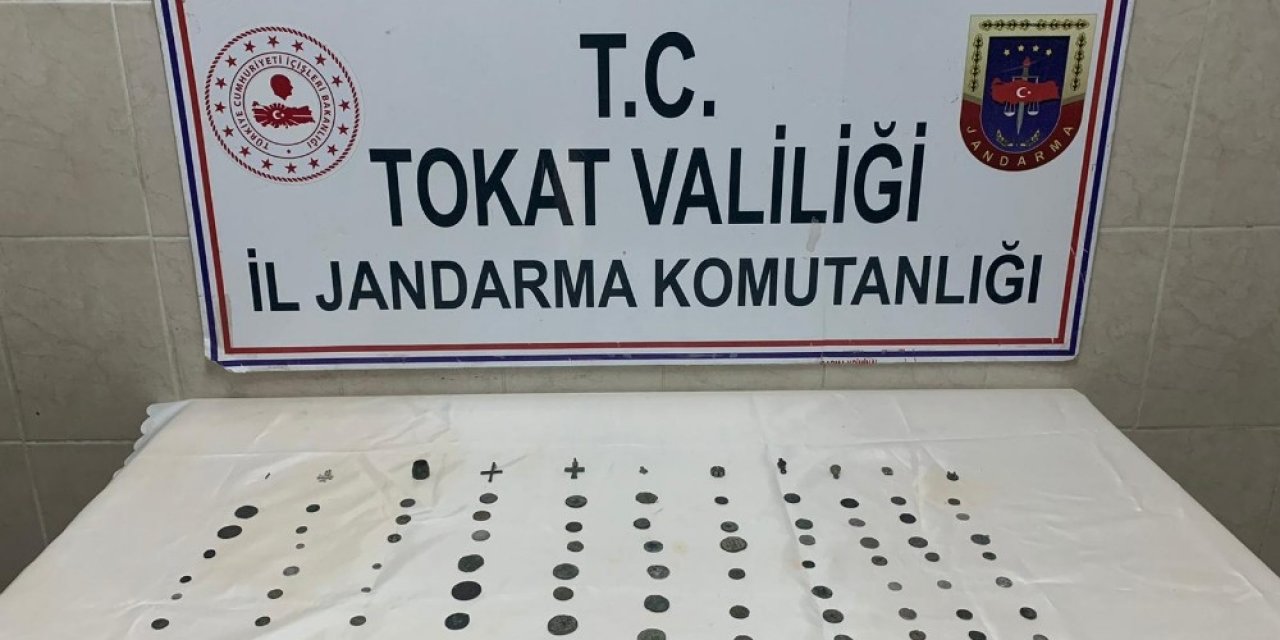 T.C.
TOKAT VALİLİĞİ
İL JANDARMA KOMUTANLIĞI
TÜRKİYE CUMHURİYETİ İÇİŞLERİ BAKANLIĞI
JANDARMA